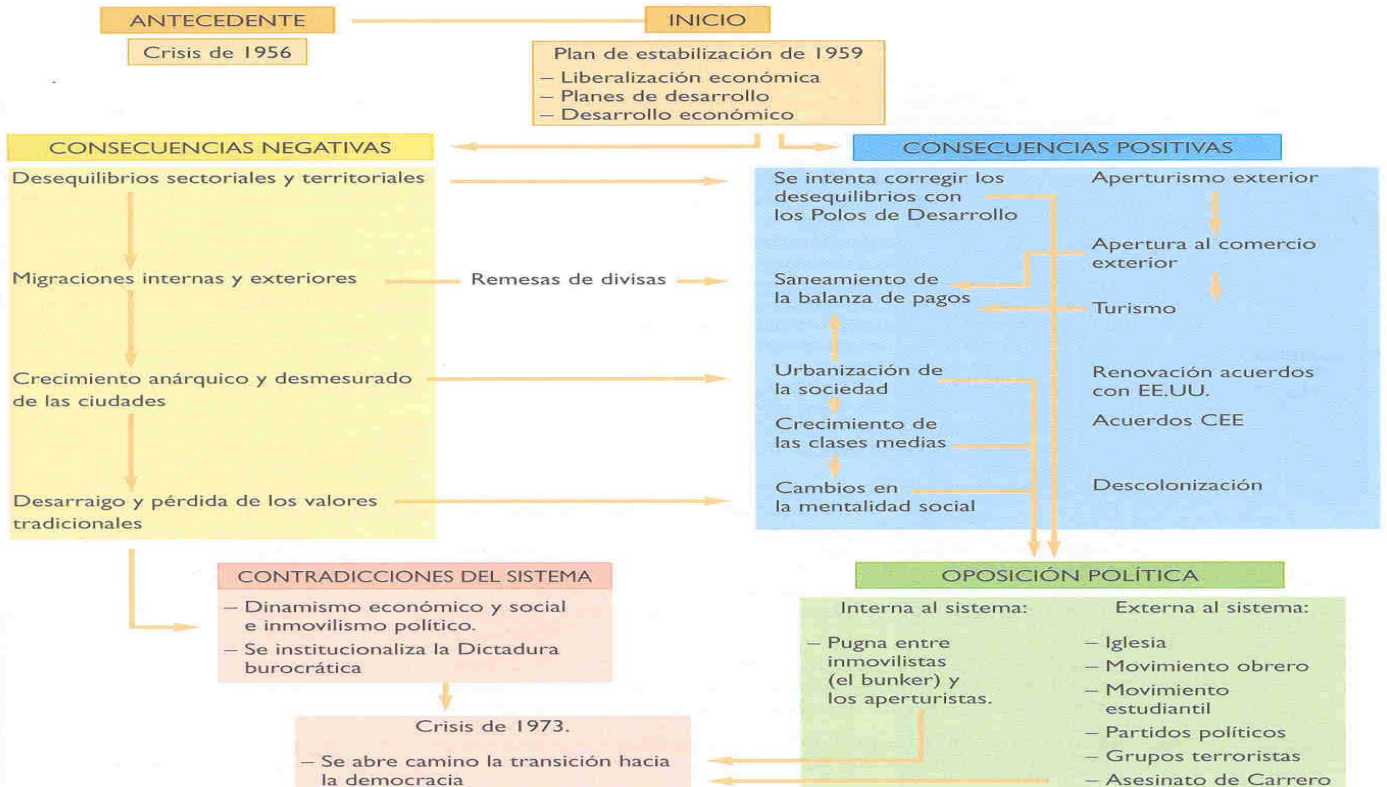 ANTECEDENTE
Crisis de 1956
INICIO
Plan de estabilización de 1959
– Liberalización económica
– Planes de desarrollo
– Desarrollo económico
CONSECUENCIAS NEGATIVAS
Desequilibrios sectoriales y territoriales
Migraciones internas y exteriores
Remesas de divisas
Crecimiento anárquico y desmesurado
de las ciudades
Desarraigo y pérdida de los valores
tradicionales
CONSECUENCIAS POSITIVAS
Se intenta corregir los
desequilibrios con
los Polos de Desarrollo
Saneamiento de
la balanza de pagos
Urbanización de
la sociedad
Crecimiento de
las clases medias
Cambios en
la mentalidad social
Aperturismo exterior
Apertura al comercio
exterior
Turismo
Renovación acuerdos
con EE.UU.
Acuerdos CEE
Descolonización
CONTRADICCIONES DEL SISTEMA
– Dinamismo económico y social
e inmovilismo político.
– Se institucionaliza la Dictadura
burocrática
Crisis de 1973.
– Se abre camino la transición hacia
la democracia
OPOSICIÓN POLÍTICA
Interna al sistema:
– Pugna entre
inmovilistas
(el bunker) y
los aperturistas.
Externa al sistema:
– Iglesia
– Movimiento obrero
– Movimiento
estudiantil
– Partidos políticos
– Grupos terroristas
– Asesinato de Carrero